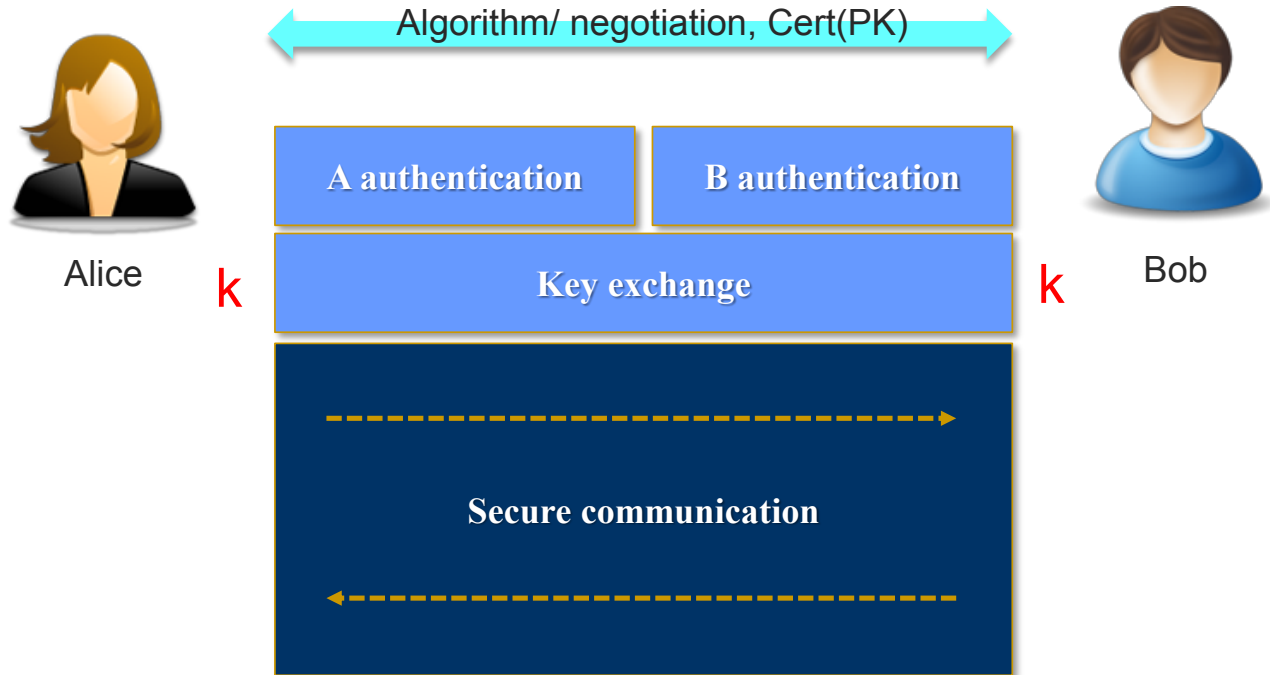 Algorithm/ negotiation, Cert(PK)
A authentication
B authentication
Alice
k
Key exchange
k
Bob
Secure communication